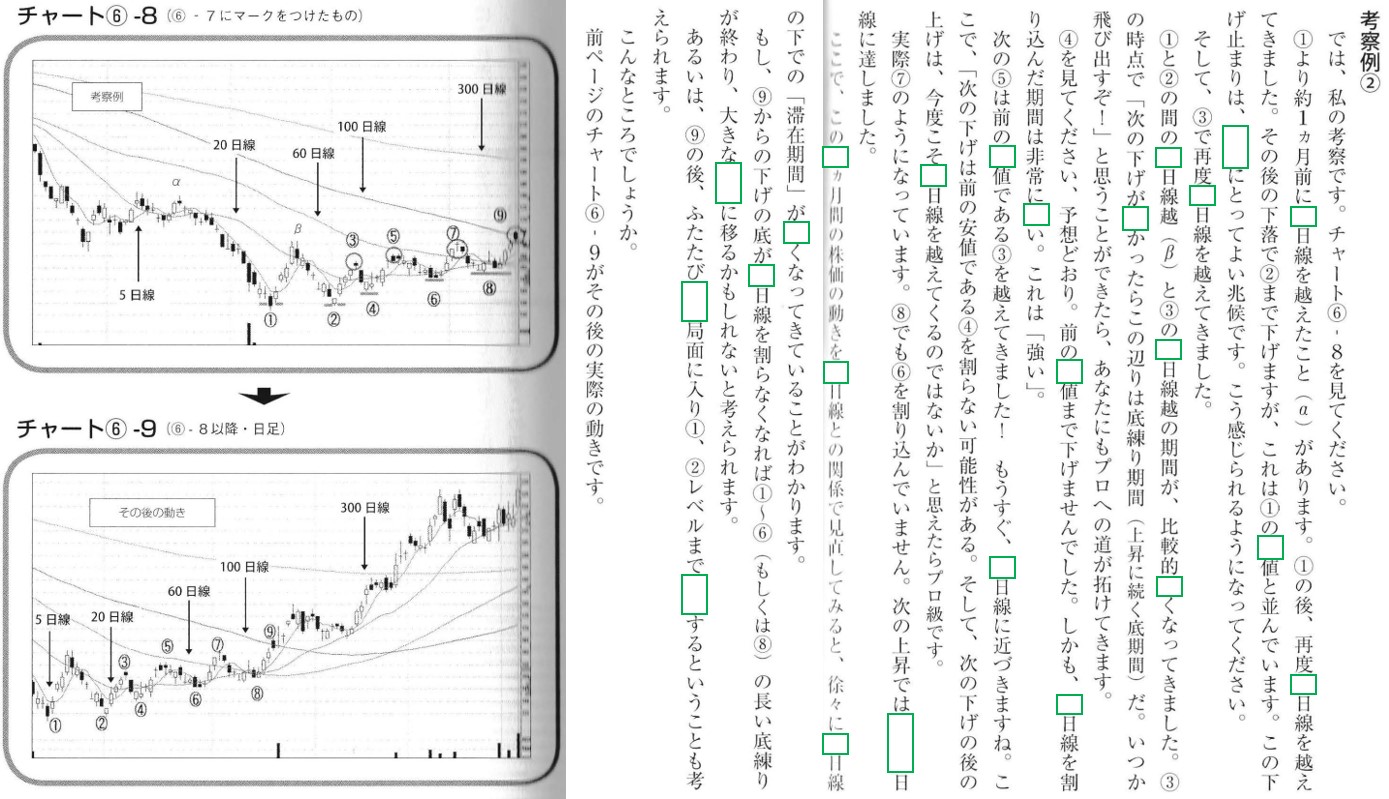 考察例②
では、私の考察です。チャート⑥-8を見てください。
①より約1ヵ月前に日線を越えたこと（α）があります。①の後、再度日線を越え
てきました。その後の下落で②まで下げますが、これは①の値と並んでいます。この下
げ止まりは、にとってよい兆候です。こう感じられるようになってください。
そして、③で再度日線を越えてきました。
①と②の間の日線越（β）と③の日線越の期間が、比較的くなってきました。③
の時点で「次の下げがかったらこの辺りは底練り期間（上昇に続く底期間）だ。いつか
飛び出すぞ！」と思うことができたら、あなたにもプロへの道が拓けてきます。
④を見てください、予想どおり。前の値まで下げませんでした。しかも、日線を割
り込んだ期間は非常にい。これは「強い」。
次の⑤は前の値である③を越えてきました！　もうすぐ、日線に近づきますね。こ
こで、「次の下げは前の安値である④を割らない可能性がある。そして、次の下げの後の
上げは、今度こそ日線を越えてくるのではないか」と思えたらプロ級です。
実際⑦のようになっています。⑧でも⑥を割り込んでいません。次の上昇では日
線に達しました。
ここで、このヵ月間の株価の動きを日線との関係で見直してみると、徐々に日線
の下での「滞在期間」がくなってきていることがわかります。
もし、⑨からの下げの底が日線を割らなくなれば①～⑥（もしくは⑧）の長い底練り
が終わり、大きなに移るかもしれないと考えられます。
あるいは、⑨の後、ふたたび局面に入り①、②レベルまでするということも考
えられます。
こんなところでしょうか。
前ページのチャート⑥-9がその後の実際の動きです。
チャート⑥-8（⑥-7にマークをつけたもの）
考察例
300日線
100日線
20日線
60日線
5日線
α
β
①
②
③
④
⑤
⑥
⑦
⑧
⑨
チャート⑥-9（⑥-8以降・日足）
その後の動き
300日線
100日線
60日線
5日線
20日線
①
②
③
④
⑤
⑥
⑦
⑧
⑨